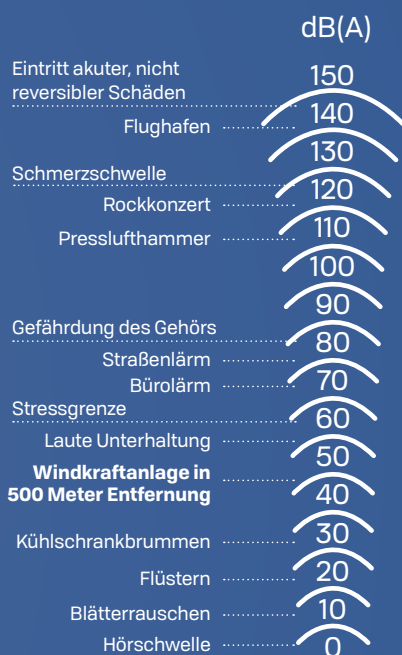 dB(A)
Eintritt akuter, nicht
reversibler Schäden
150
140
Flughafen
130
Schmerzschwelle
120
Rockkonzert
110
Presslufthammer
100
90
Gefährdung des Gehörs
80
Straßenlärm
70
Bürolärm
Stressgrenze
60
Laute Unterhaltung
50
Windkraftanlage in
500 Meter Entfernung
40
30
Kühlschrankbrummen
20
Flüstern
10
Blätterrauschen
Hörschwelle
0